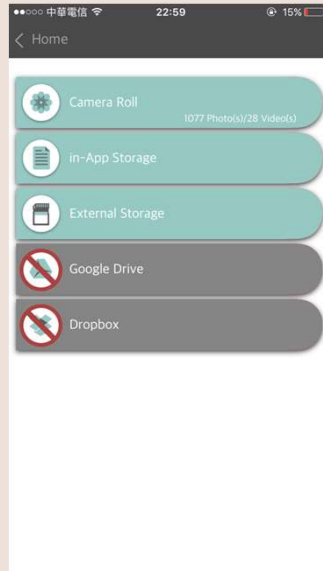 中華電信 22:59 15%
Home
Camera Roll
1077 Photo(s)/28 Video(s)
in-App Storage
External Storage
Google Drive
Dropbox